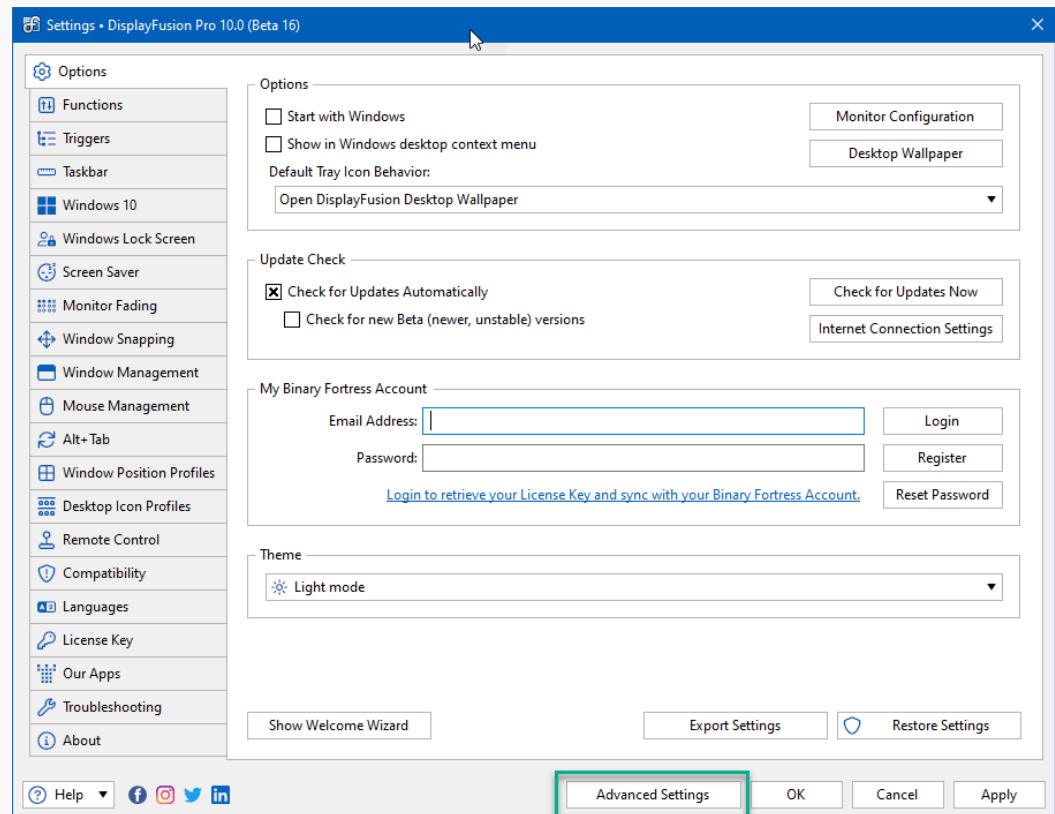 Settings • DisplayFusion Pro 10.0 (Beta 16)
Options
Functions
Triggers
Taskbar
Windows 10
Windows Lock Screen
Screen Saver
Monitor Fading
Window Snapping
Window Management
Mouse Management
Alt+Tab
Window Position Profiles
Desktop Icon Profiles
Remote Control
Compatibility
Languages
License Key
Our Apps
Troubleshooting
About
Options
Start with Windows
Monitor Configuration
Show in Windows desktop context menu
Desktop Wallpaper
Default Tray Icon Behavior:
Open DisplayFusion Desktop Wallpaper
Update Check
Check for Updates Automatically
Check for Updates Now
Check for new Beta (newer, unstable) versions
Internet Connection Settings
My Binary Fortress Account
Email Address:
Login
Password:
Register
Login to retrieve your License Key and sync with your Binary Fortress Account.
Reset Password
Theme
Light mode
Show Welcome Wizard
Export Settings
Restore Settings
Help
Advanced Settings
OK
Cancel
Apply